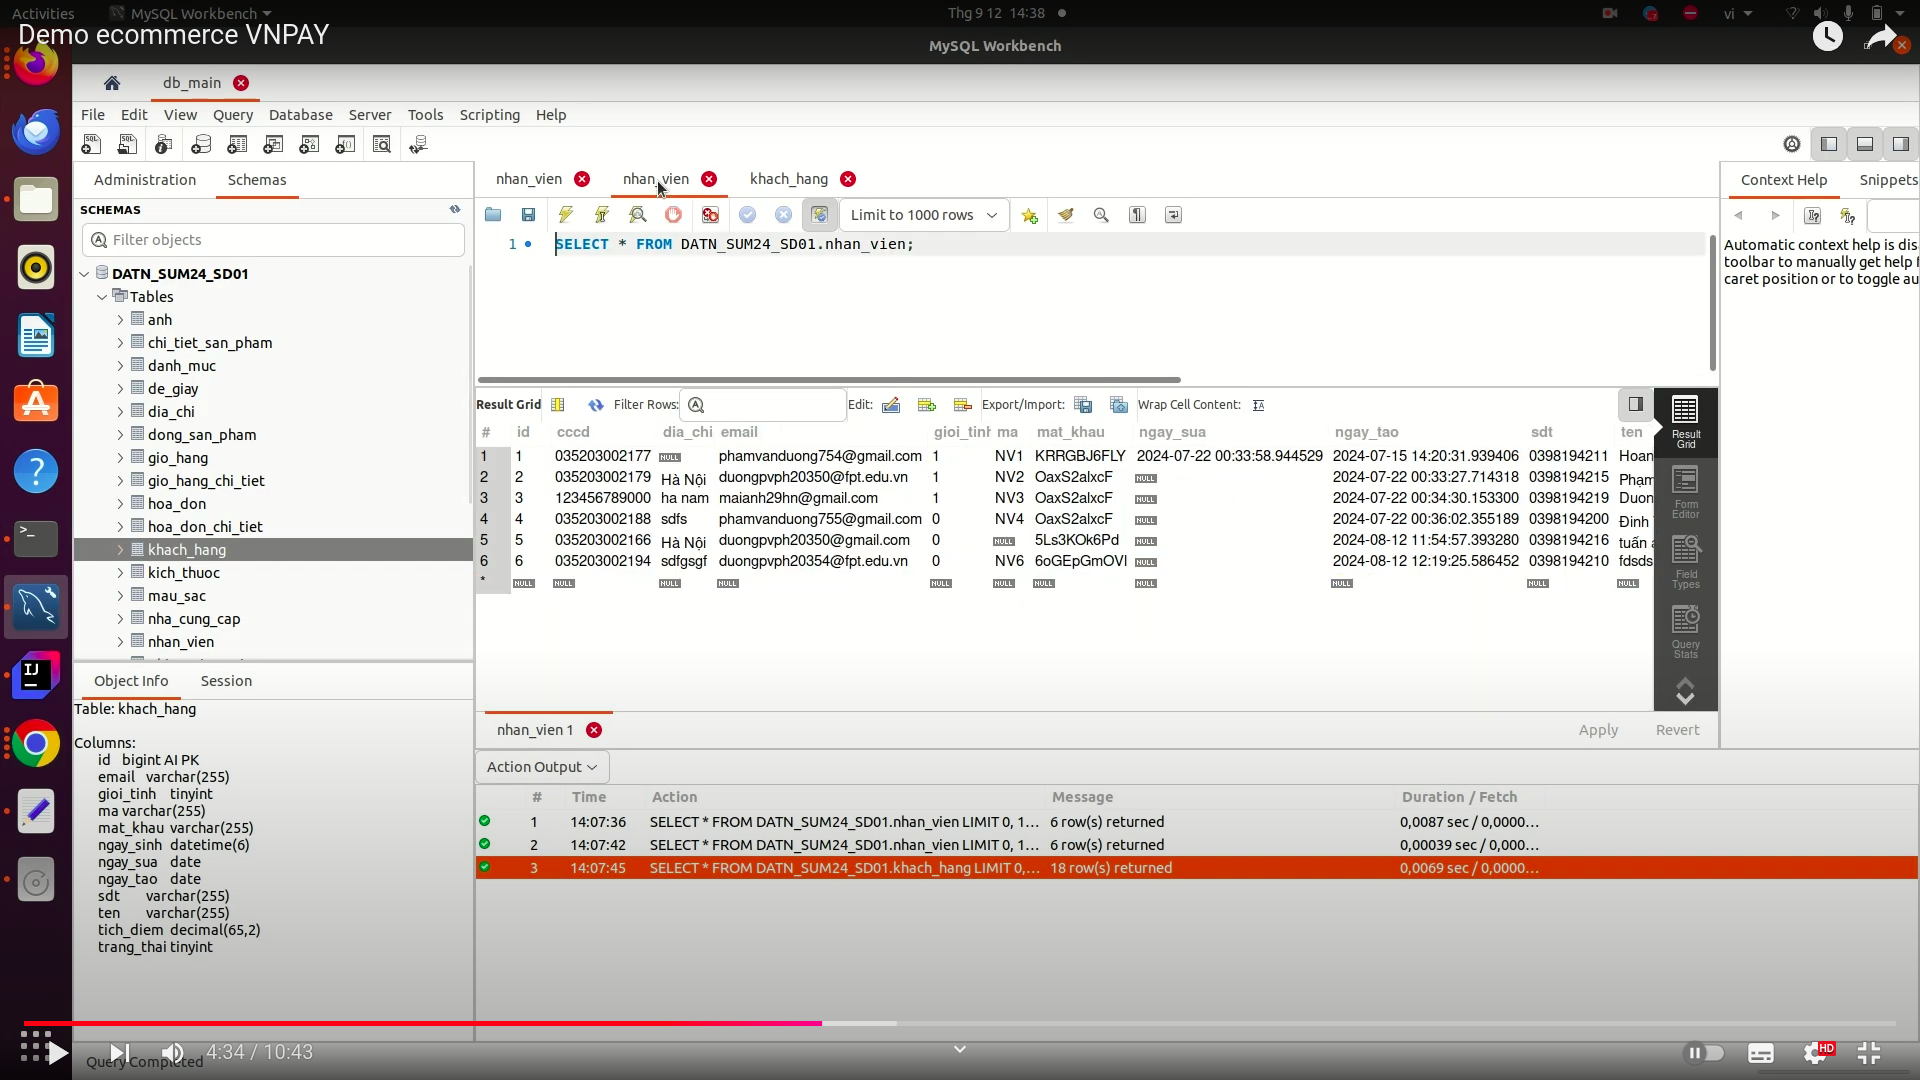 Activities MySQL Workbench Thg 9 12 14:38 vi
Demo ecommerce VNPAY
MySQL Workbench
db_main
File Edit View Query Database Server Tools Scripting Help
Administration Schemas
nhan_vien nhan_vien khach_hang
Context Help Snippets
SCHEMAS
Limit to 1000 rows
Filter objects
1 SELECT * FROM DATN_SUM24_SD01.nhan_vien;
Automatic context help is dis
toolbar to manually get help f
caret position or to toggle au
DATN_SUM24_SD01
Tables
anh
chi_tiet_san_pham
danh_muc
de_giay
dia_chi
dong_san_pham
gio_hang
gio_hang_chi_tiet
hoa_don
hoa_don_chi_tiet
khach_hang
kich_thuoc
mau_sac
nha_cung_cap
nhan_vien
Result Grid Filter Rows: Edit: Export/Import: Wrap Cell Content:
# id cccd dia_chi email gioi_tinh ma mat_khau ngay_sua ngay_tao sdt ten
1 1 035203002177 NULL phamvanduong754@gmail.com 1 NV1 KRRGBJ6FLY 2024-07-22 00:33:58.944529 2024-07-15 14:20:31.939406 0398194211 Hoan
2 2 035203002179 Hà Nội duongpvph20350@fpt.edu.vn 1 NV2 OaxS2alxcF NULL 2024-07-22 00:33:27.714318 0398194215 Phạm
3 3 123456789000 ha nam maianh29hn@gmail.com 1 NV3 OaxS2alxcF NULL 2024-07-22 00:34:30.153300 0398194219 Duon
4 4 035203002188 sdfs phamvanduong755@gmail.com 0 NV4 OaxS2alxcF NULL 2024-07-22 00:36:02.355189 0398194200 Đinh
5 5 035203002166 Hà Nội duongpvph20350@gmail.com 0 NULL 5Ls3KOk6Pd NULL 2024-08-12 11:54:57.393280 0398194216 tuấn
6 6 035203002194 sdfgsgf duongpvph20354@fpt.edu.vn 0 NV6 6oGEpGmOVl NULL 2024-08-12 12:19:25.586452 0398194210 fdsds
* NULL NULL NULL NULL NULL NULL NULL NULL NULL NULL NULL
Result
Grid
Form
Editor
Field
Types
Query
Stats
Object Info Session
Table: khach_hang
Columns:
id bigint AI PK
email varchar(255)
gioi_tinh tinyint
ma varchar(255)
mat_khau varchar(255)
ngay_sinh datetime(6)
ngay_sua date
ngay_tao date
sdt varchar(255)
ten varchar(255)
tich_diem decimal(65,2)
trang_thai tinyint
nhan_vien 1 Apply Revert
Action Output
# Time Action Message Duration / Fetch
1 14:07:36 SELECT * FROM DATN_SUM24_SD01.nhan_vien LIMIT 0, 1... 6 row(s) returned 0,0087 sec / 0,0000...
2 14:07:42 SELECT * FROM DATN_SUM24_SD01.nhan_vien LIMIT 0, 1... 6 row(s) returned 0,00039 sec / 0,000...
3 14:07:45 SELECT * FROM DATN_SUM24_SD01.khach_hang LIMIT 0,... 18 row(s) returned 0,0069 sec / 0,0000...
4:34 / 10:43 HD
Query Completed